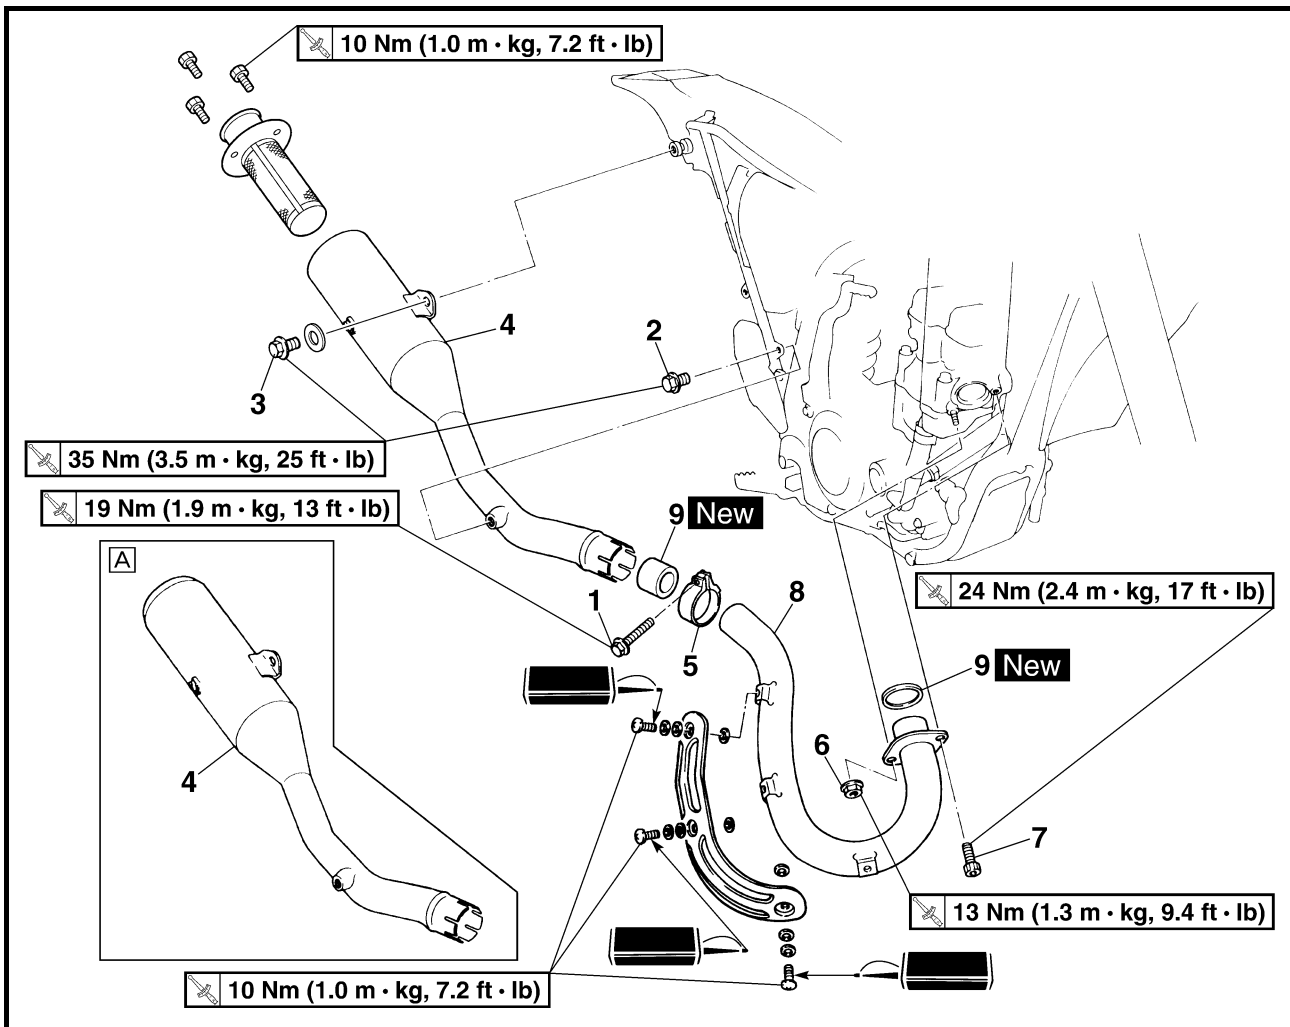 10 Nm (1.0 m · kg, 7.2 ft · lb)
4
2
3
35 Nm (3.5 m · kg, 25 ft · lb)
19 Nm (1.9 m · kg, 13 ft · lb)
9 New
A
1
8
24 Nm (2.4 m · kg, 17 ft · lb)
5
9 New
6
4
7
13 Nm (1.3 m · kg, 9.4 ft · lb)
10 Nm (1.0 m · kg, 7.2 ft · lb)